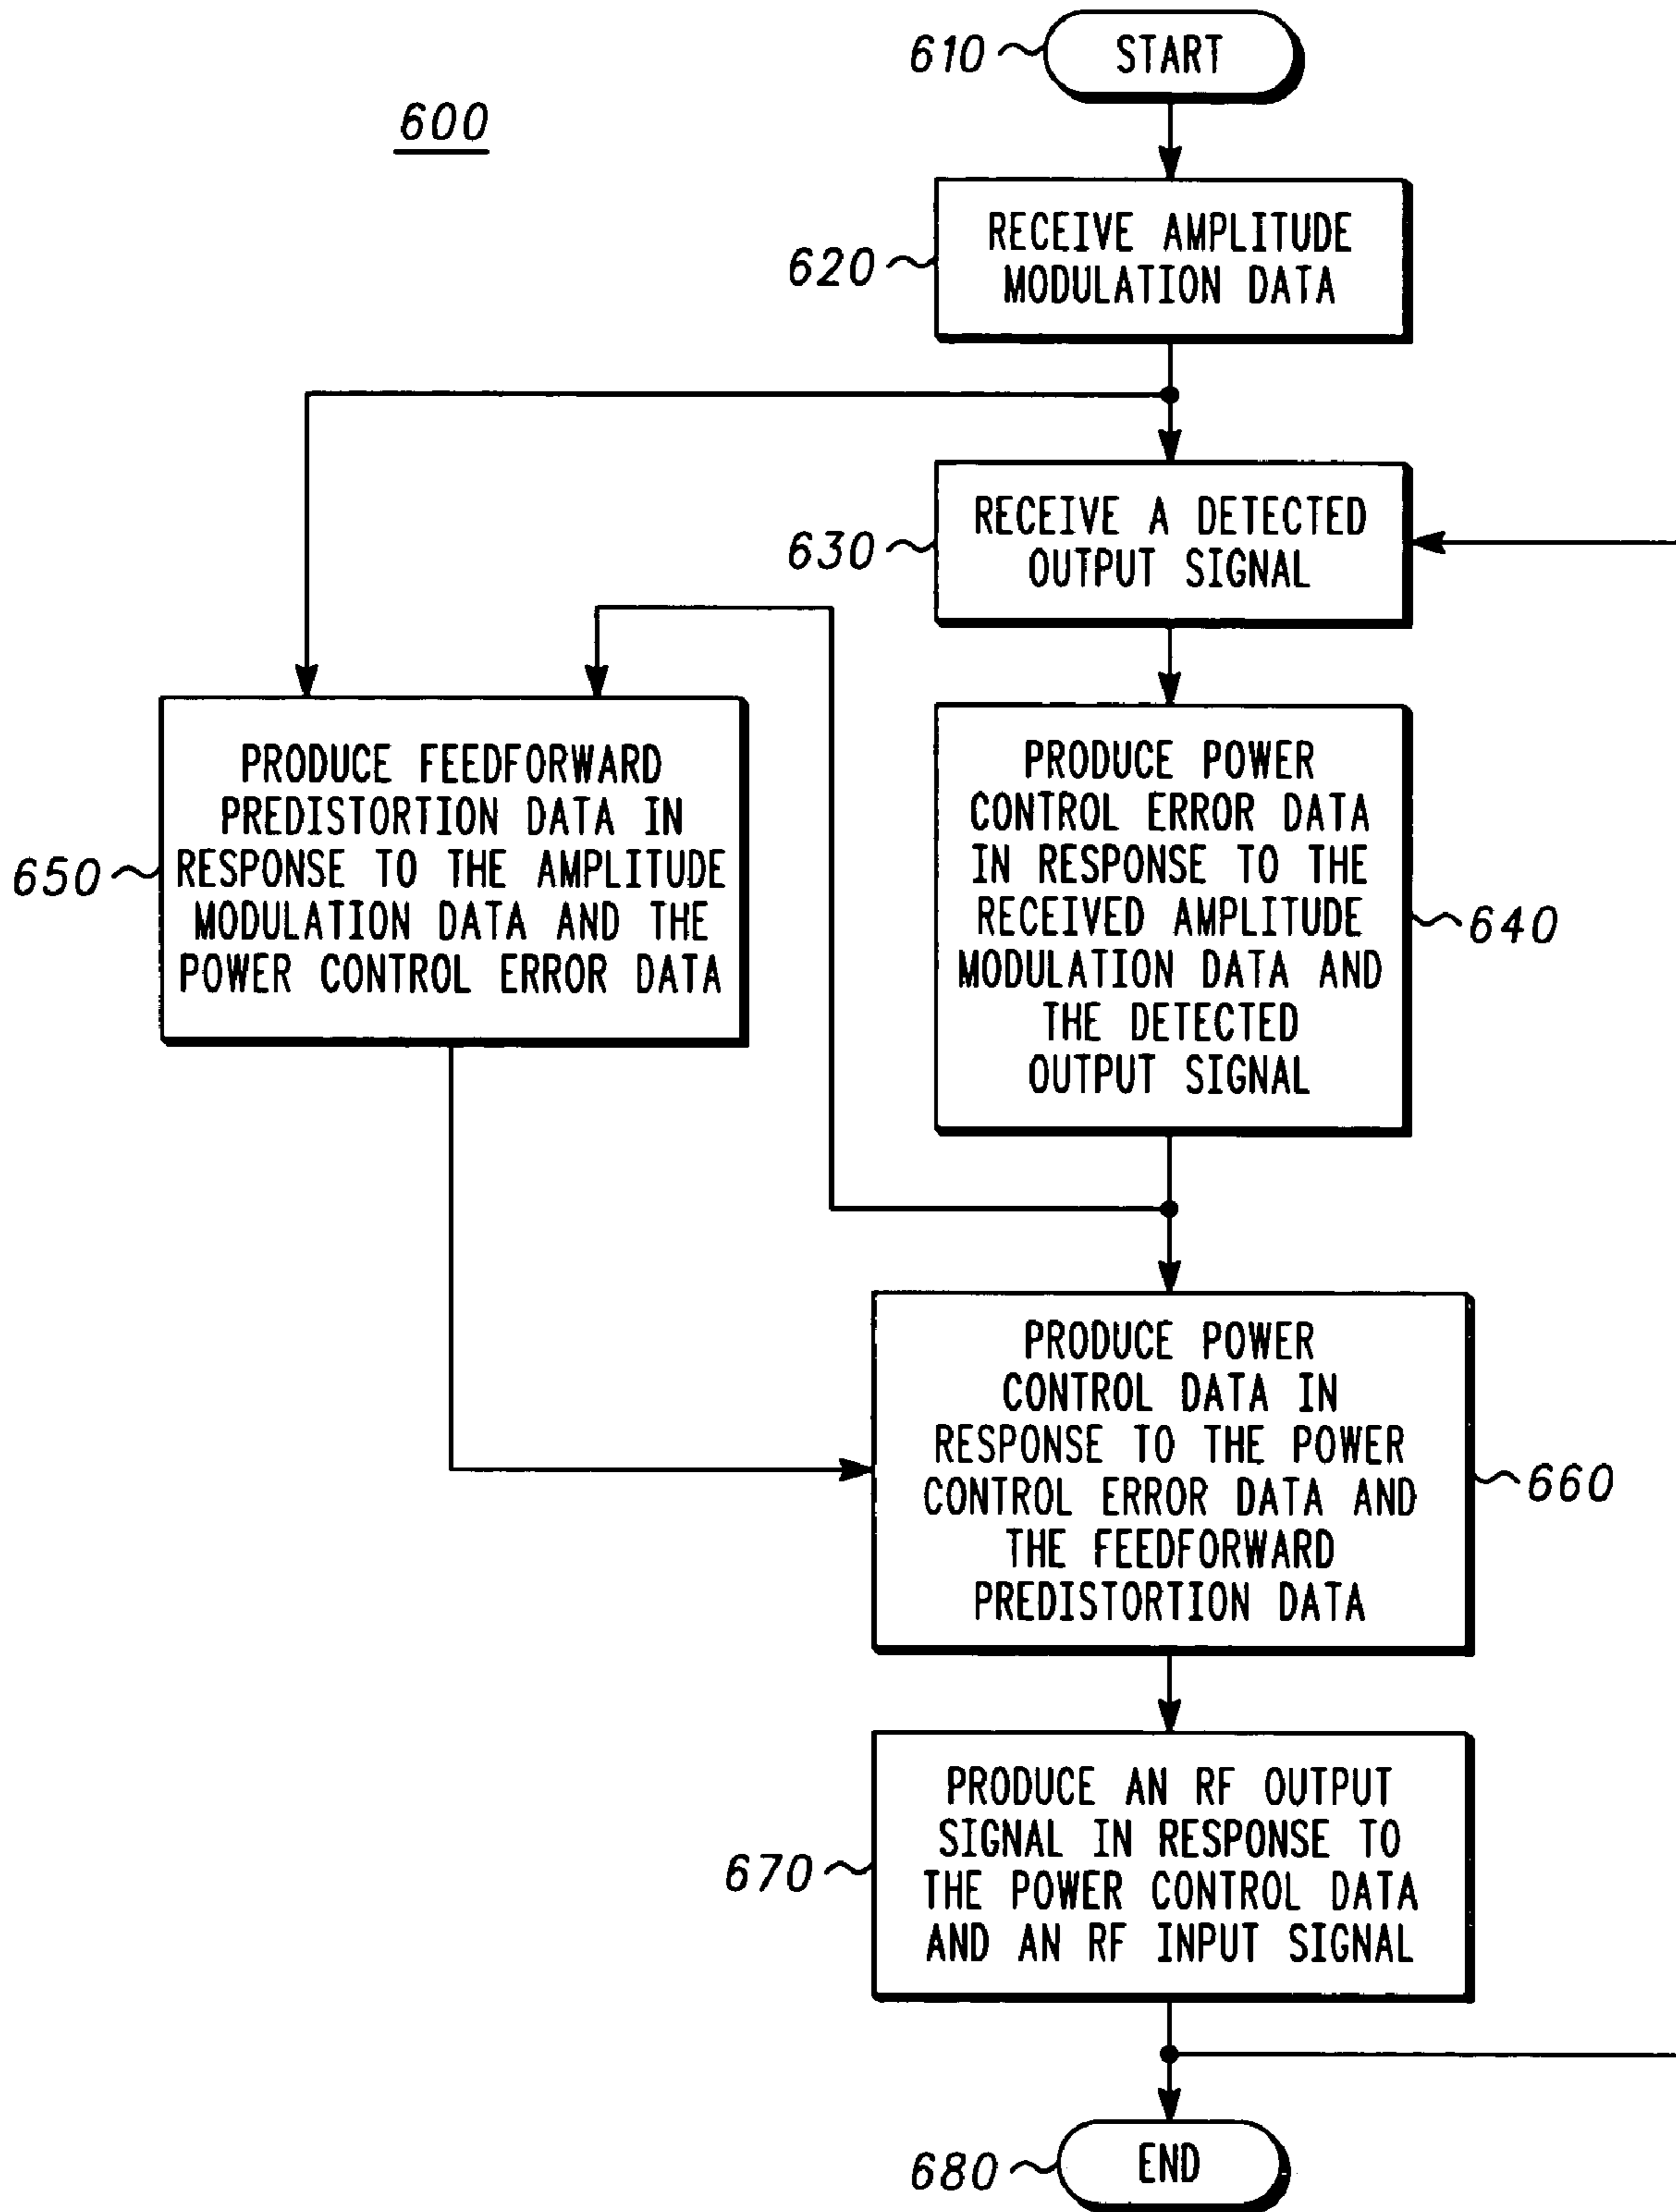 610
START
600
620
RECEIVE AMPLITUDE
MODULATION DATA
630
RECEIVE A DETECTED
OUTPUT SIGNAL
650
PRODUCE FEEDFORWARD
PREDISTORTION DATA IN
RESPONSE TO THE AMPLITUDE
MODULATION DATA AND THE
POWER CONTROL ERROR DATA
PRODUCE POWER
CONTROL ERROR DATA
IN RESPONSE TO THE
RECEIVED AMPLITUDE
MODULATION DATA AND
THE DETECTED
OUTPUT SIGNAL
640
PRODUCE POWER
CONTROL DATA IN
RESPONSE TO THE POWER
CONTROL ERROR DATA AND
THE FEEDFORWARD
PREDISTORTION DATA
660
670
PRODUCE AN RF OUTPUT
SIGNAL IN RESPONSE TO
THE POWER CONTROL DATA
AND AN RF INPUT SIGNAL
680
END